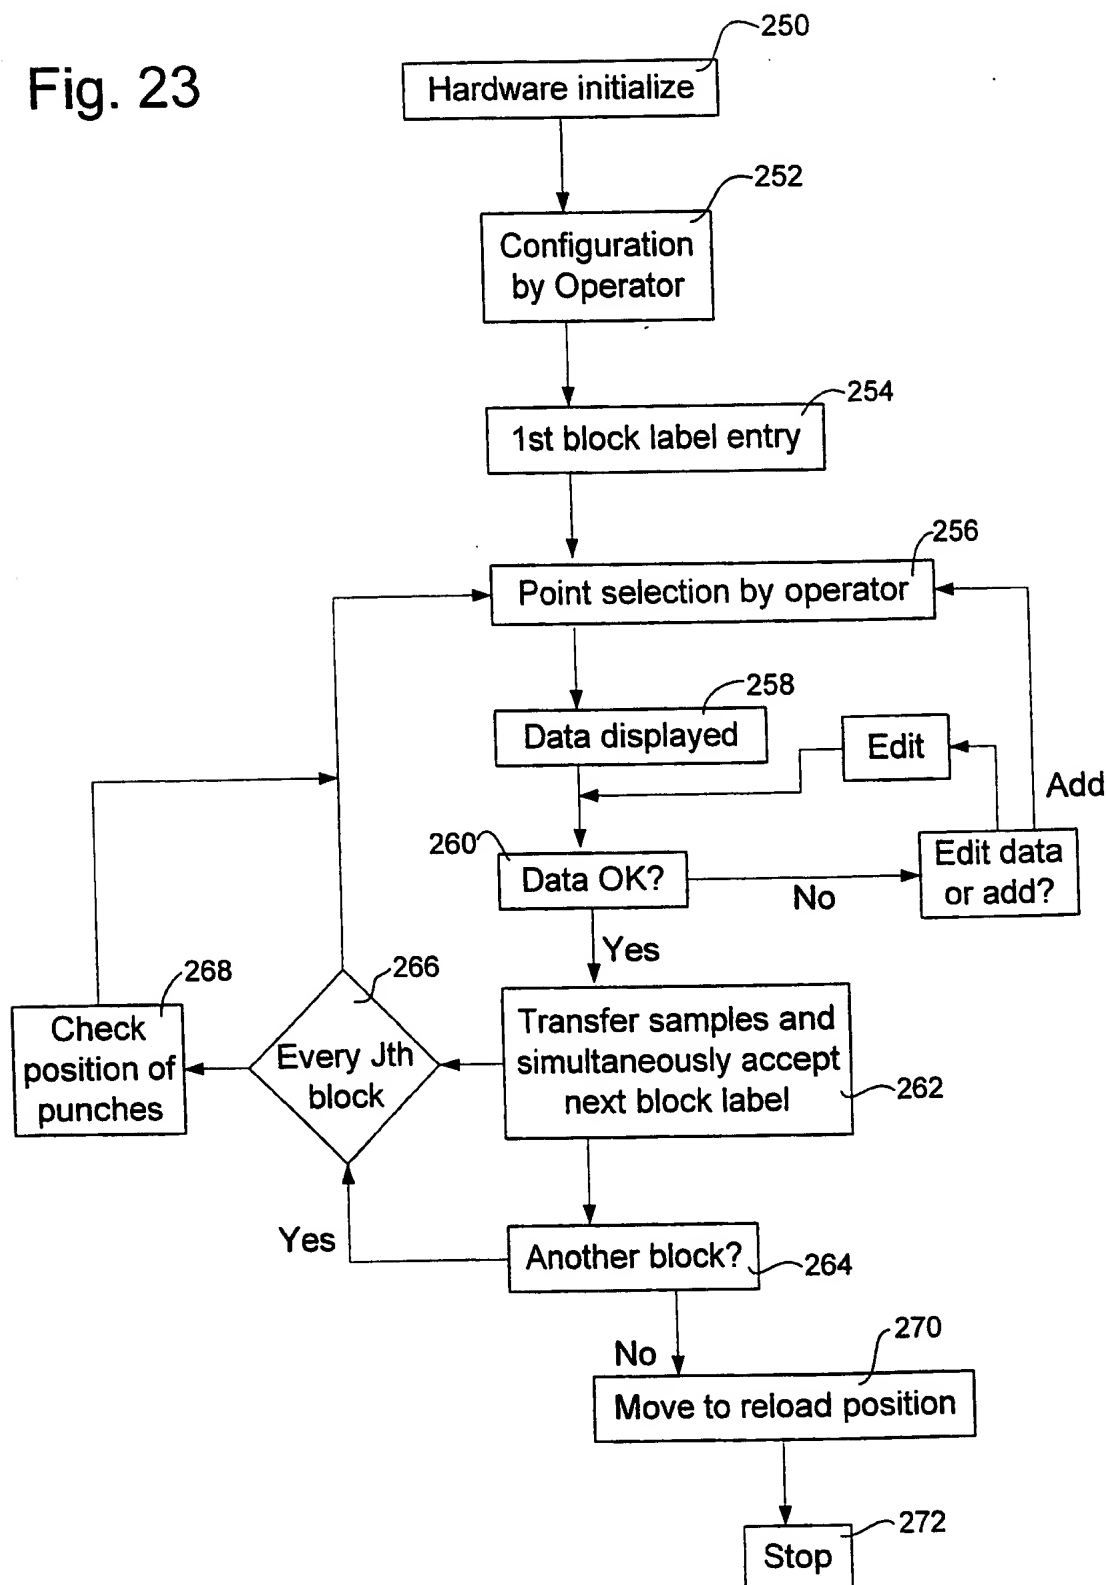 Fig. 23
250
Hardware initialize
252
Configuration
by Operator
254
1st block label entry
256
Point selection by operator
258
Data displayed
Edit
Add
260
Data OK?
No
Edit data
or add?
Yes
268
266
Check
position of
punches
Every Jth
block
Transfer samples and
simultaneously accept
next block label
262
Yes
Another block?
264
No
270
Move to reload position
272
Stop